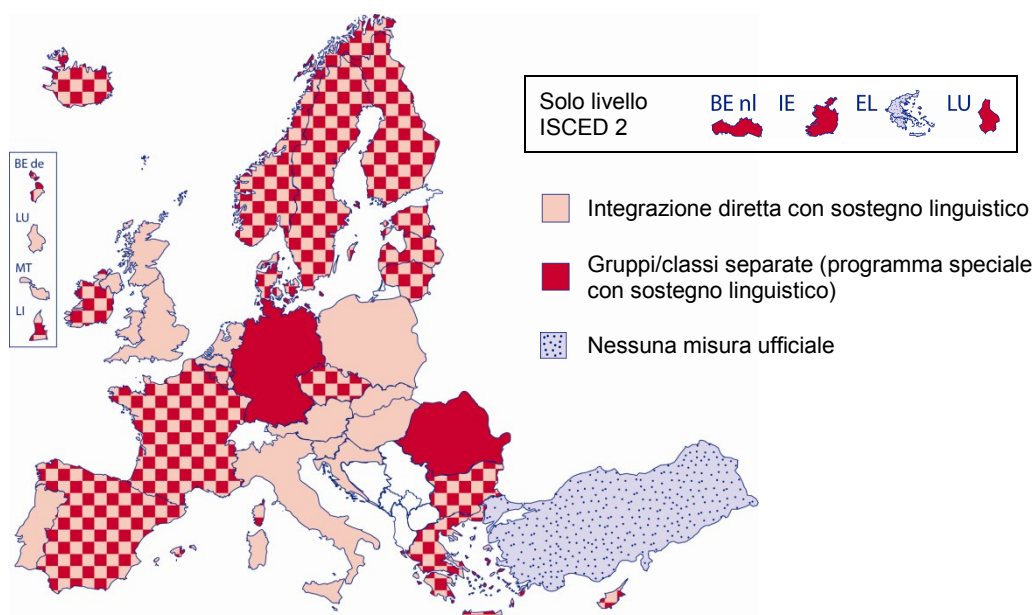 Solo livello
ISCED 2
BE nl IE EL LU
BE de
LU
MT
LI
Integrazione diretta con sostegno linguistico
Gruppi/classi separate (programma speciale
con sostegno linguistico)
Nessuna misura ufficiale